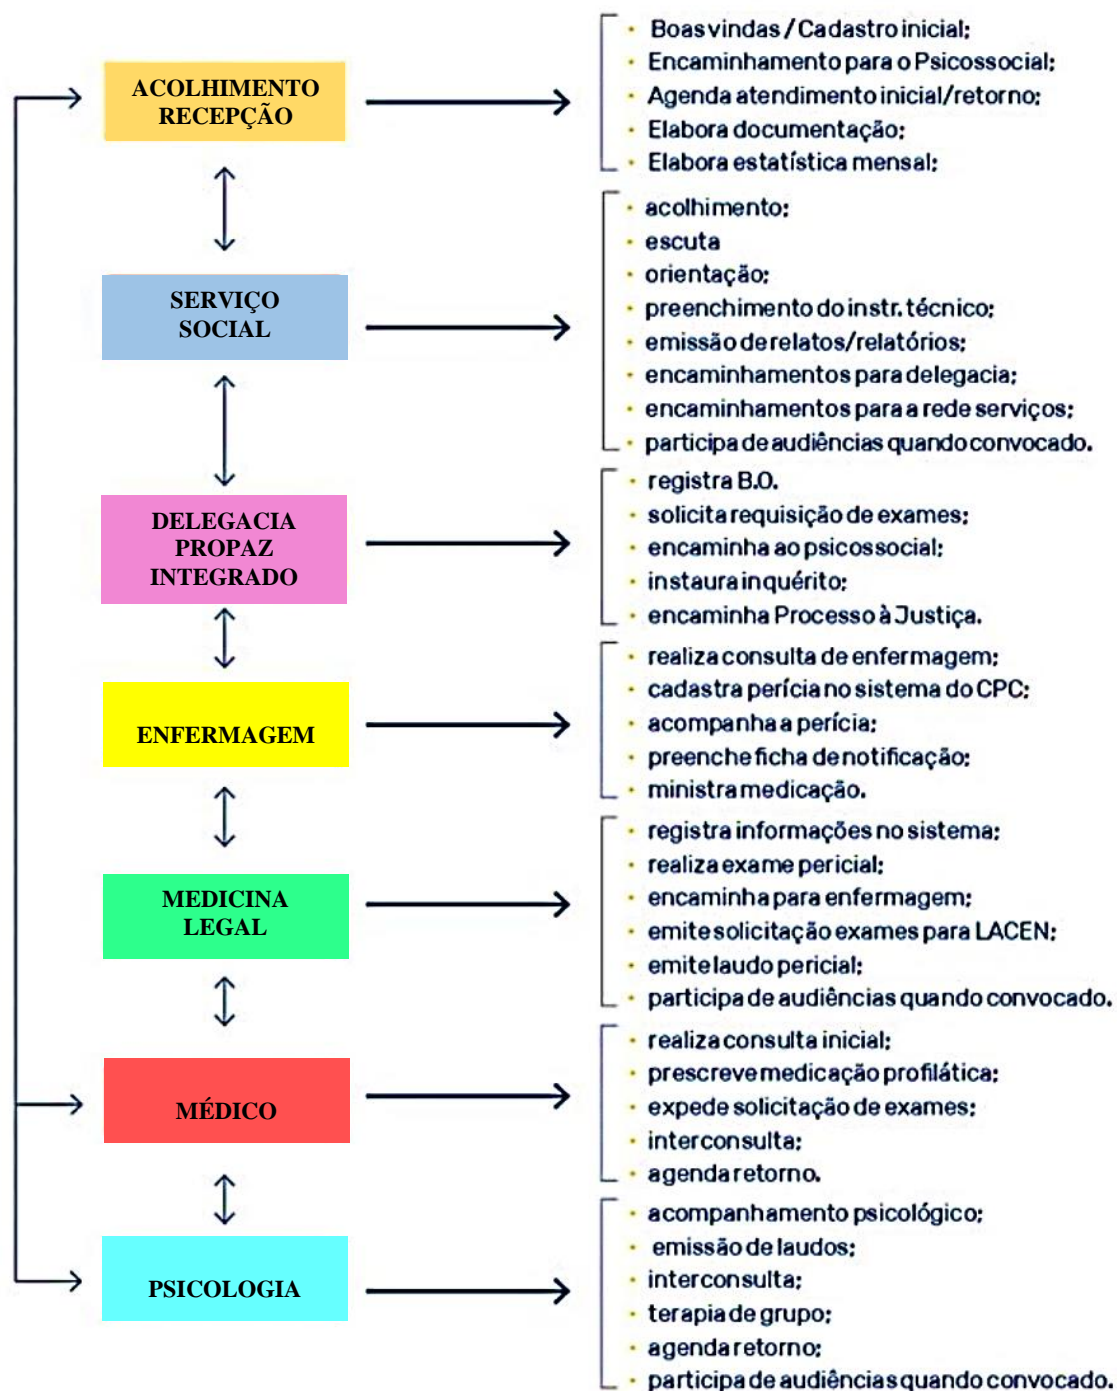 ACOLHIMENTO
RECEPÇÃO
· Boas vindas / Cadastro inicial;
· Encaminhamento para o Psicossocial;
· Agenda atendimento inicial/retorno;
· Elabora documentação;
· Elabora estatística mensal;
SERVIÇO
SOCIAL
· acolhimento;
· escuta
· orientação;
· preenchimento do instr. técnico;
· emissão de relatos/relatórios;
· encaminhamentos para delegacia;
· encaminhamentos para a rede serviços;
· participa de audiências quando convocado.
DELEGACIA
PROPAZ
INTEGRADO
· registra B.O.
· solicita requisição de exames;
· encaminha ao psicossocial;
· instaura inquérito;
· encaminha Processo à Justiça.
ENFERMAGEM
· realiza consulta de enfermagem;
· cadastra perícia no sistema do CPC;
· acompanha a perícia;
· preenche ficha de notificação;
· ministra medicação.
MEDICINA
LEGAL
· registra informações no sistema;
· realiza exame pericial;
· encaminha para enfermagem;
· emite solicitação exames para LACEN;
· emite laudo pericial;
· participa de audiências quando convocado.
MÉDICO
· realiza consulta inicial;
· prescreve medicação profilática;
· expede solicitação de exames;
· interconsulta;
· agenda retorno.
PSICOLOGIA
· acompanhamento psicológico;
· emissão de laudos;
· interconsulta;
· terapia de grupo;
· agenda retorno;
· participa de audiências quando convocado.